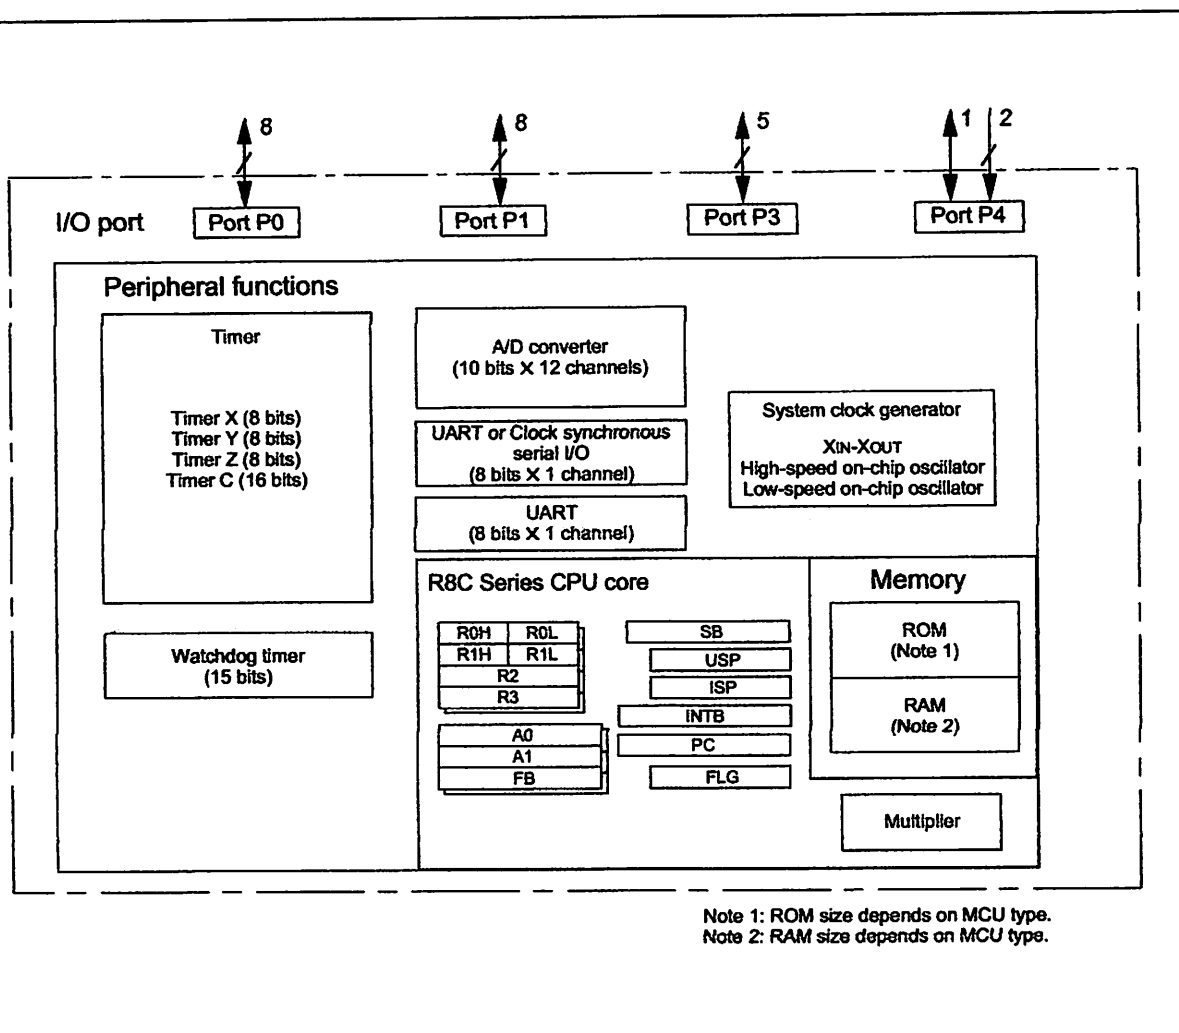 8
8
5
1
2
I/O port
Port P0
Port P1
Port P3
Port P4
Peripheral functions
Timer
Timer X (8 bits)
Timer Y (8 bits)
Timer Z (8 bits)
Timer C (16 bits)
Watchdog timer
(15 bits)
A/D converter
(10 bits X 12 channels)
UART or Clock synchronous
serial I/O
(8 bits X 1 channel)
UART
(8 bits X 1 channel)
System clock generator
XIN-XOUT
High-speed on-chip oscillator
Low-speed on-chip oscillator
R8C Series CPU core
R0H R0L
R1H R1L
R2
R3
A0
A1
FB
SB
USP
ISP
INTB
PC
FLG
Memory
ROM
(Note 1)
RAM
(Note 2)
Multiplier
Note 1: ROM size depends on MCU type.
Note 2: RAM size depends on MCU type.